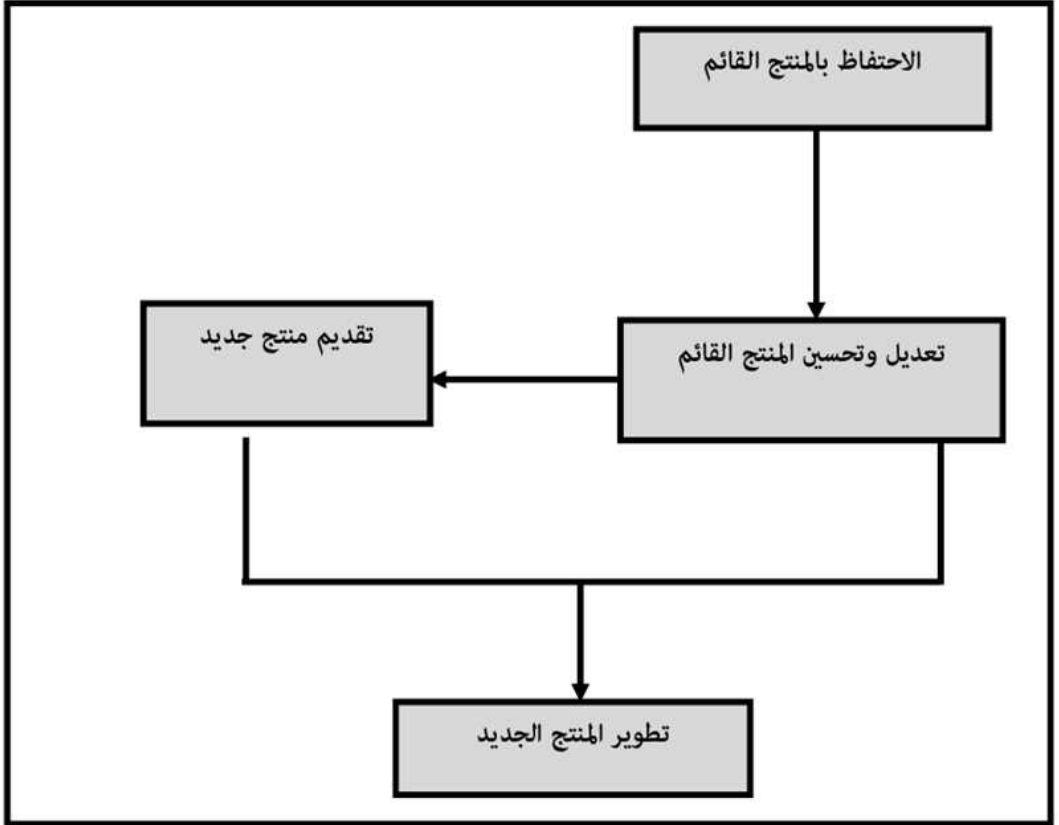 الاحتفاظ بالمنتج القائم
تعديل وتحسين المنتج القائم
تقديم منتج جديد
تطوير المنتج الجديد